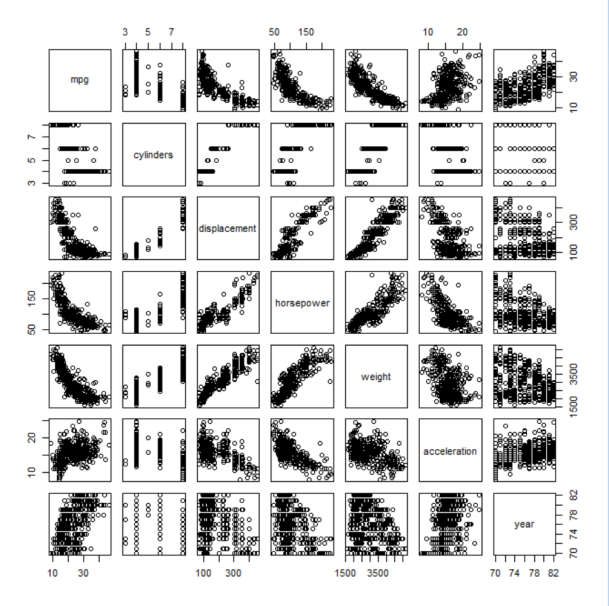 3 5 7
50 150
10 20
mpg
10 30
3 5 7
cylinders
displacement
100 300
50 150
horsepower
weight
1500 3500
10 20
acceleration
year
70 74 78 82
10 30
100 300
1500 3500
70 74 78 82